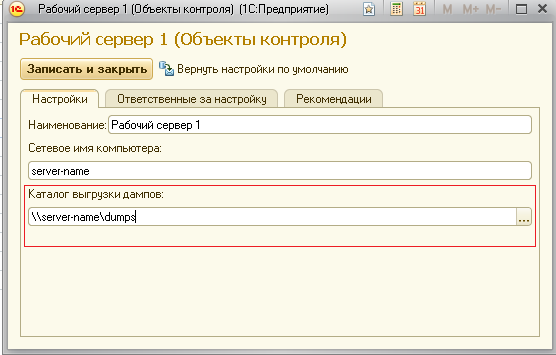 Рабочий сервер 1 (Объекты контроля) (1С:Предприятие)
M M+ M-
Рабочий сервер 1 (Объекты контроля)
Записать и закрыть Вернуть настройки по умолчанию
Настройки Ответственные за настройку Рекомендации
Наименование: Рабочий сервер 1
Сетевое имя компьютера:
server-name
Каталог выгрузки дампов:
\\server-name\dumps ...